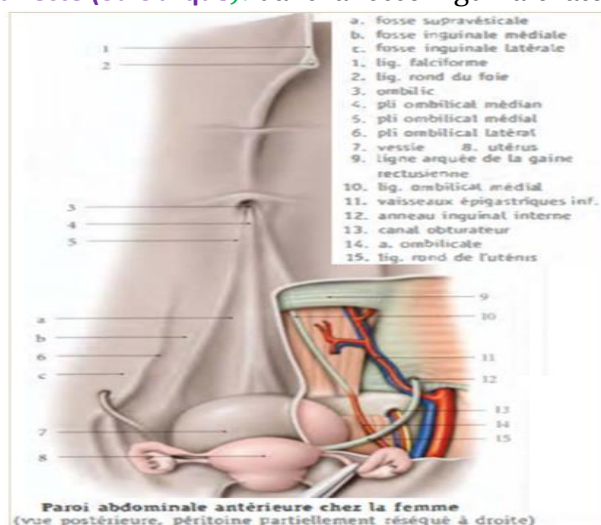 a. fosse supravésicale
b. fosse inguinale médiale
c. fosse inguinale latérale
1. lig. falciforme
2. lig. rond du foie
3. ombilic
4. pli ombilical médian
5. pli ombilical médial
6. pli ombilical latéral
7. vessie 8. utérus
9. ligne arquée de la gaine
rectusienne
10. lig. ombilical médial
11. vaisseaux épigastriques inf.
12. anneau inguinal interne
13. canal obturateur
14. a. ombilicale
15. lig. rond de l'utérus
1
2
3
4
5
a
b
6
c
7
8
9
10
11
12
13
14
15
Paroi abdominale antérieure chez la femme
(vue postérieure, péritoine partiellement réséqué à droite)